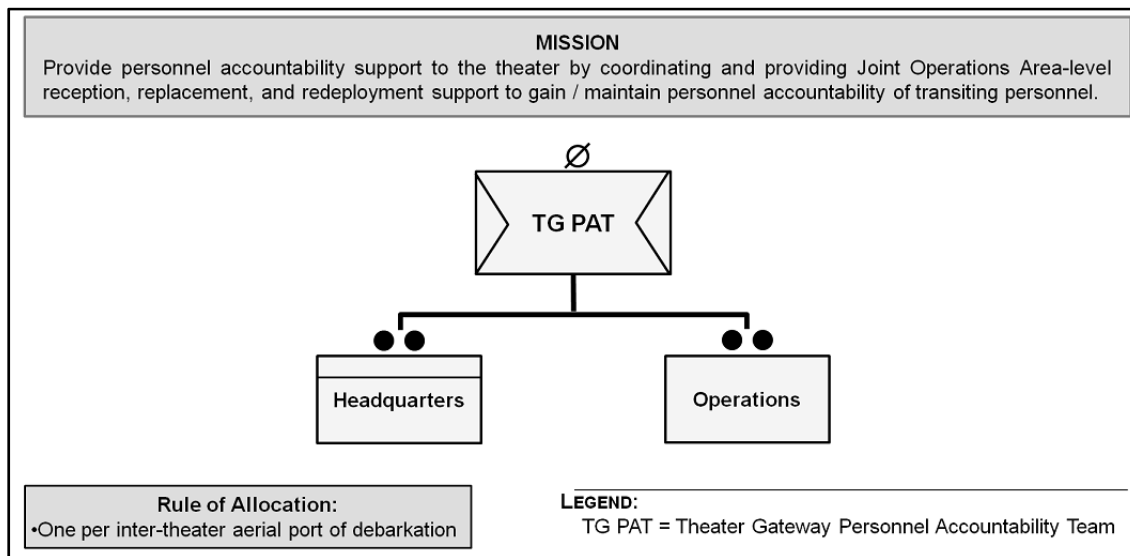 MISSION
Provide personnel accountability support to the theater by coordinating and providing Joint Operations Area-level
reception, replacement, and redeployment support to gain / maintain personnel accountability of transiting personnel.
TG PAT
Headquarters
Operations
Rule of Allocation:
•One per inter-theater aerial port of debarkation
LEGEND:
TG PAT = Theater Gateway Personnel Accountability Team